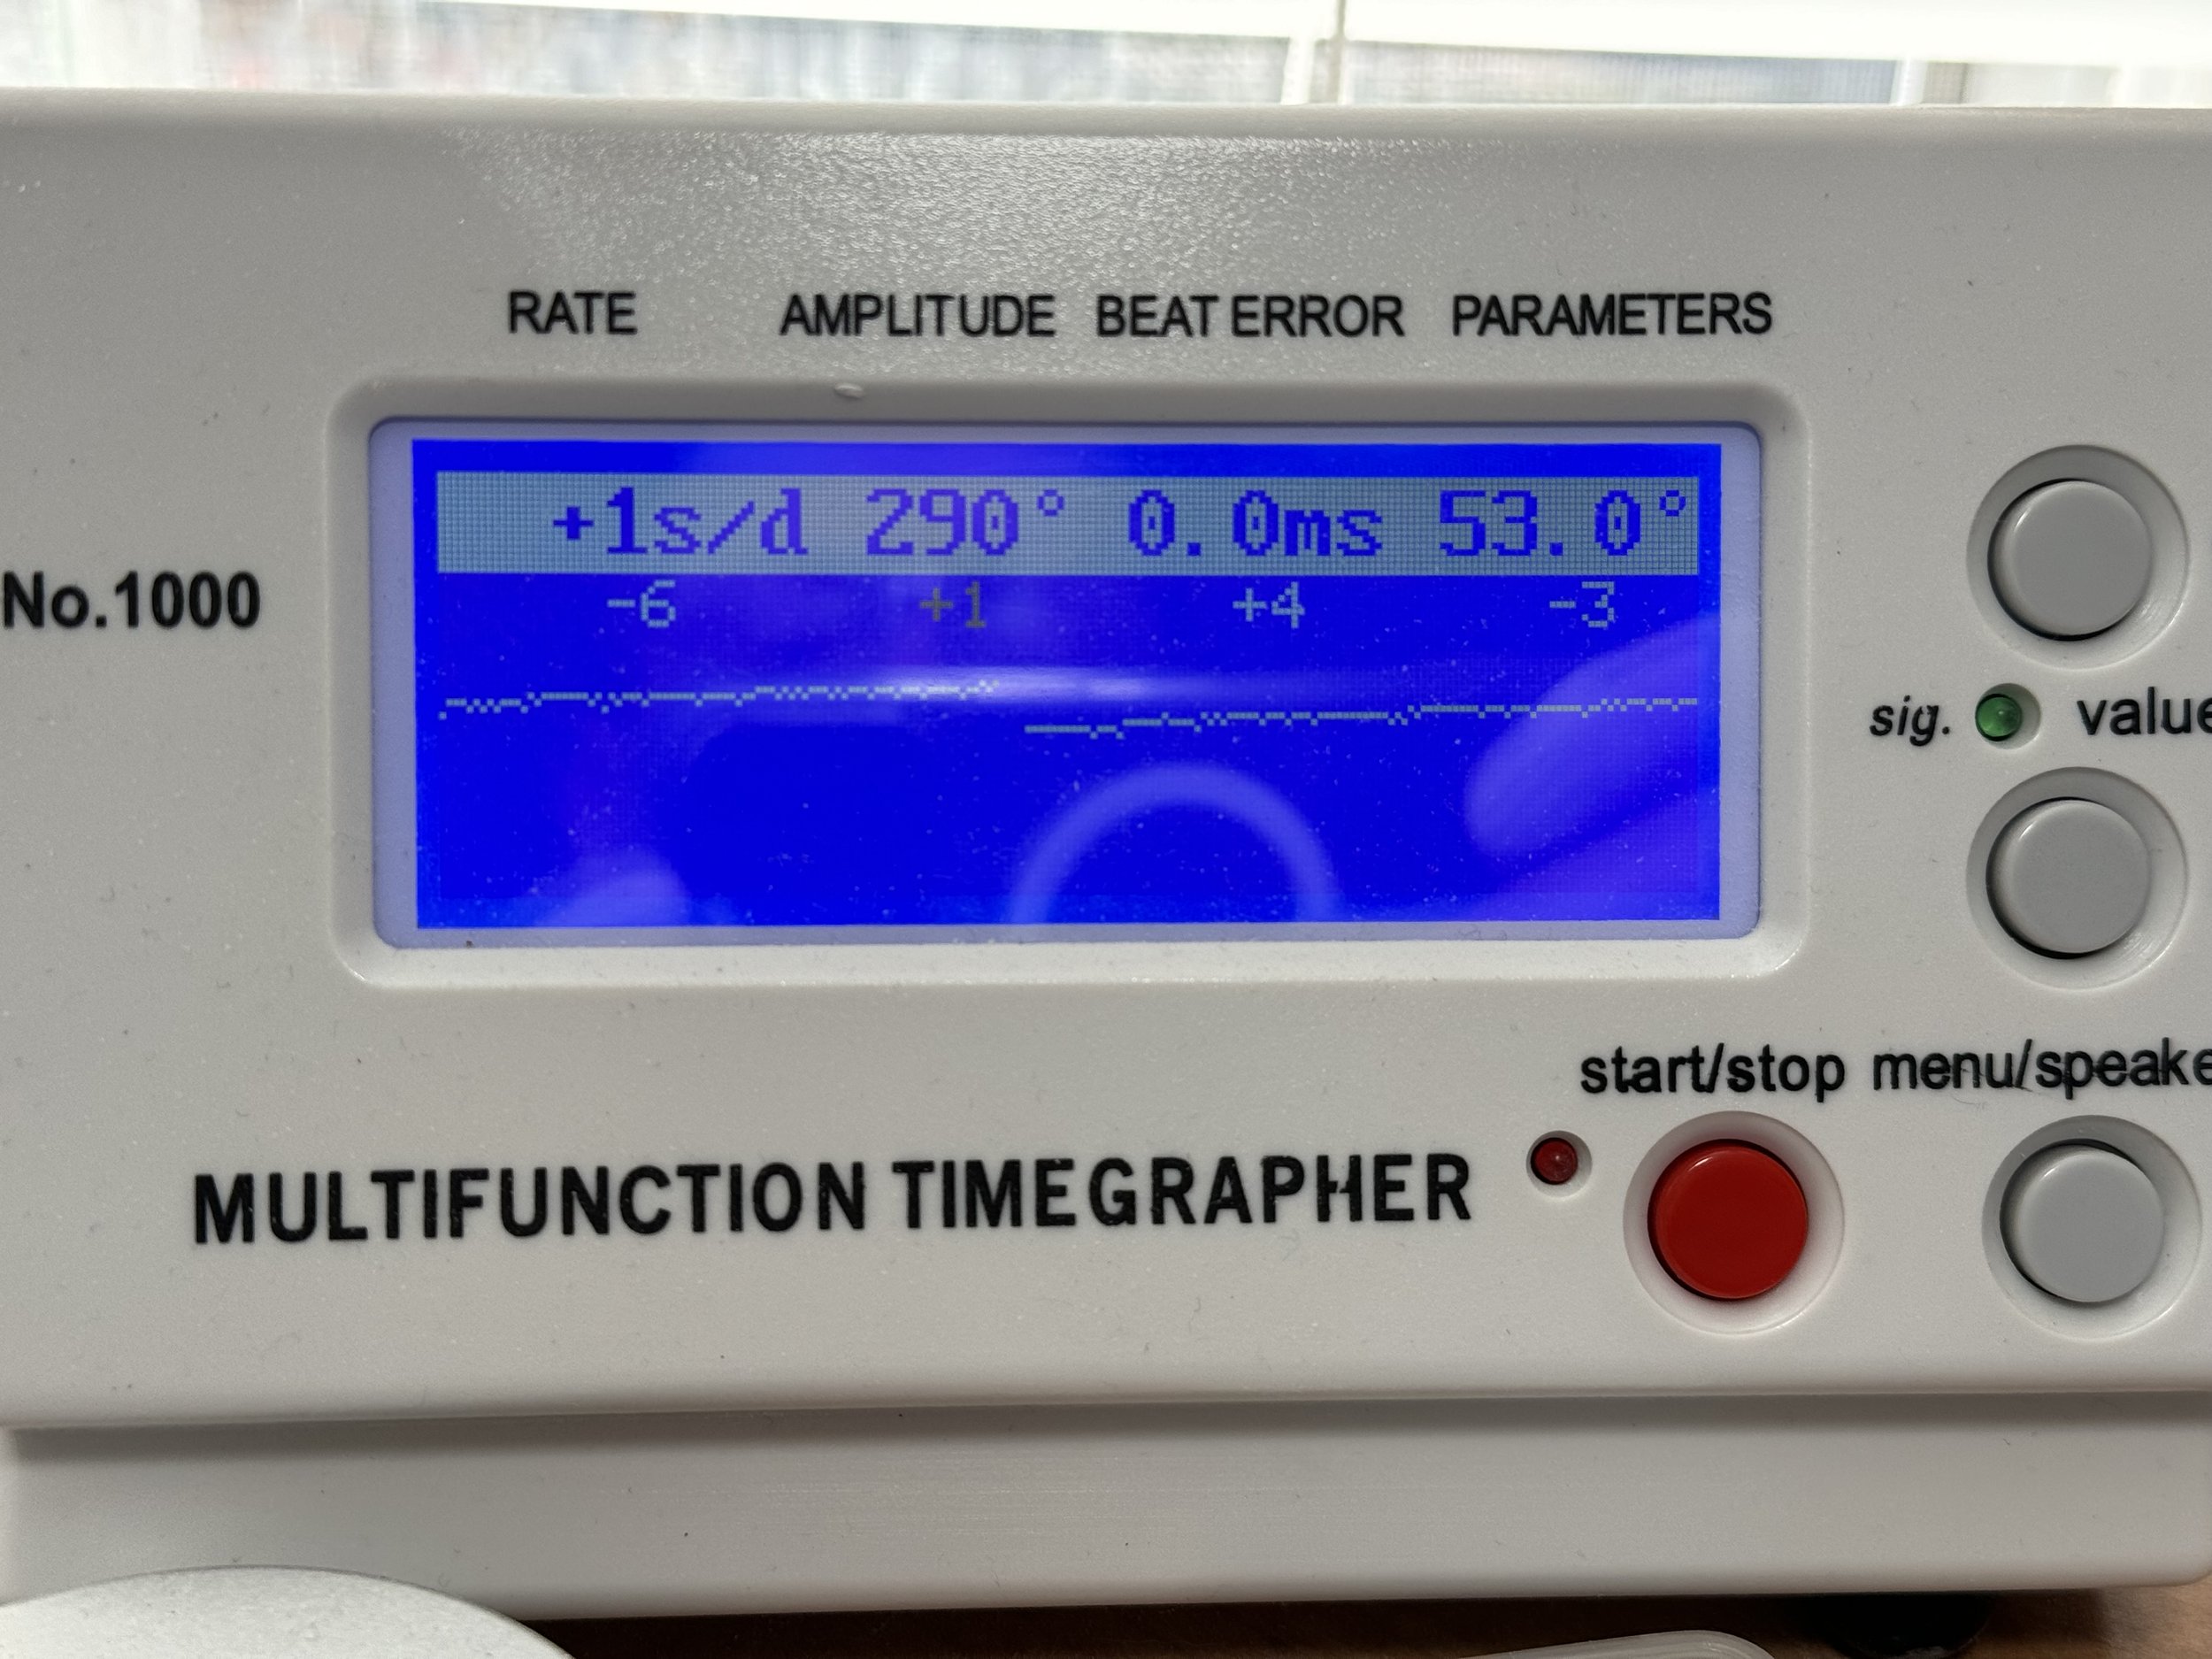 RATE AMPLITUDE BEAT ERROR PARAMETERS
+1s/d 290° 0.0ms 53.0°
-6 +1 +4 -3
No.1000
sig. value
start/stop menu/speake
MULTIFUNCTION TIMEGRAPHER